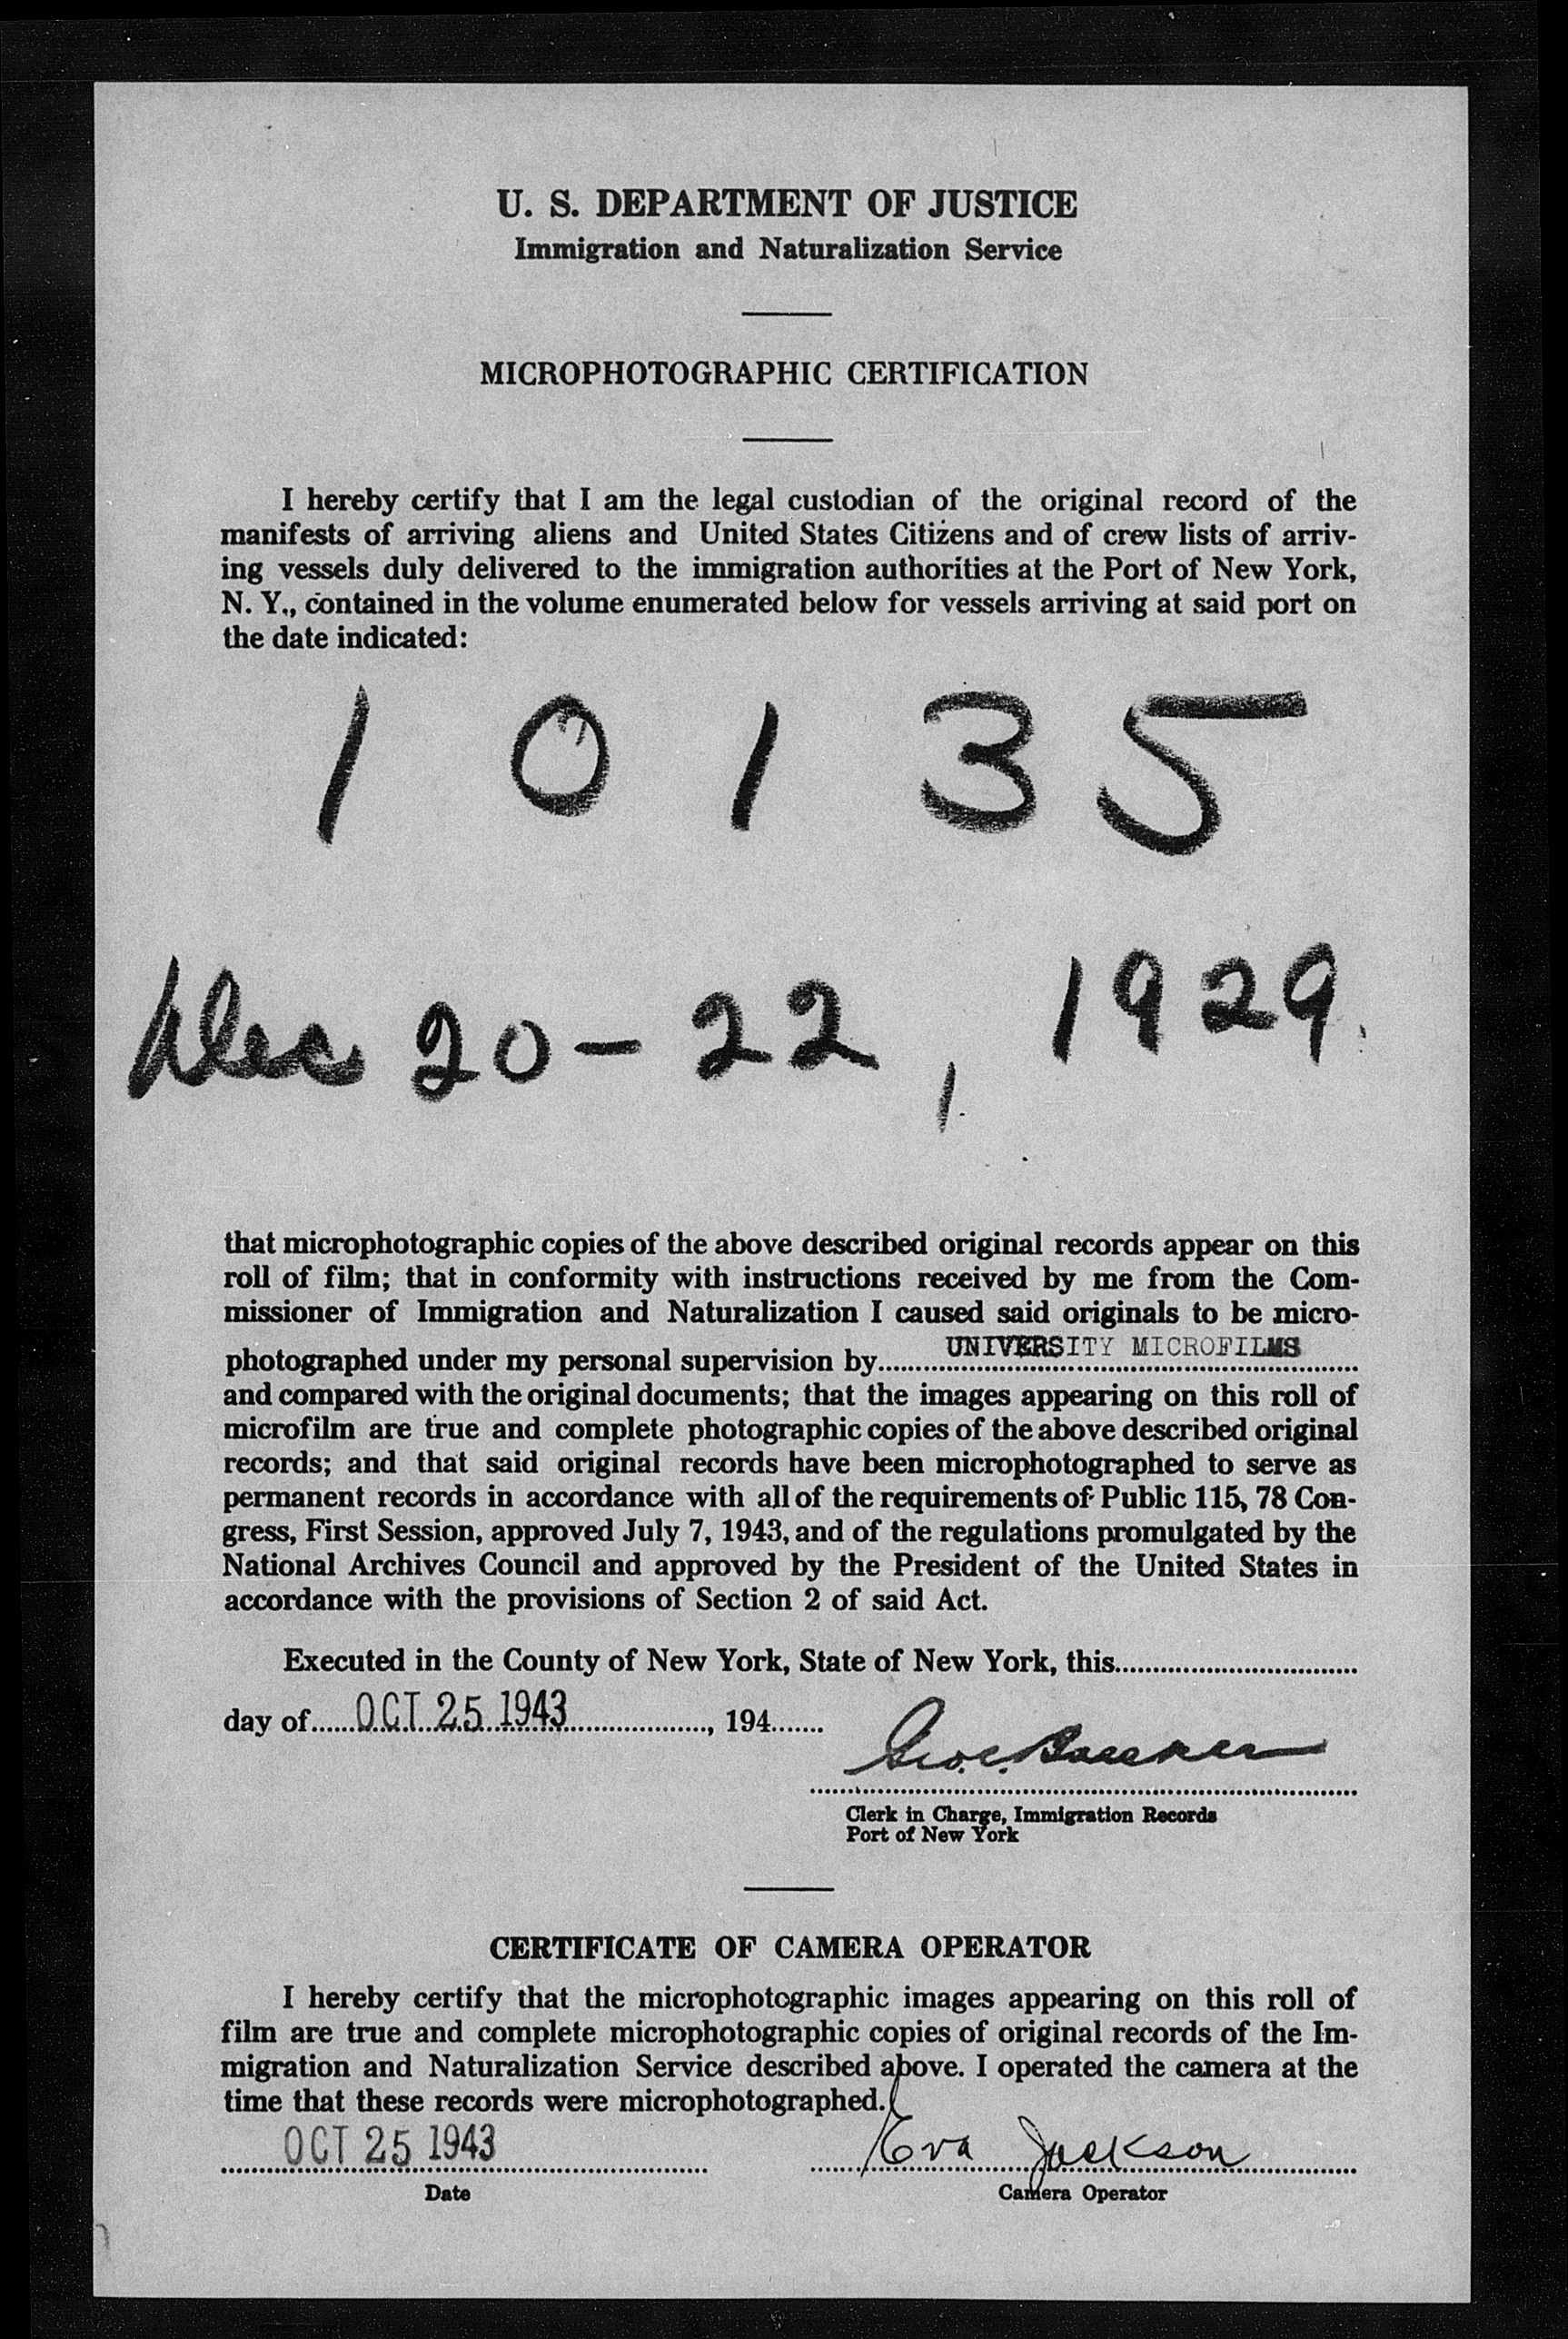 U. S. DEPARTMENT OF JUSTICE
Immigration and Naturalization Service
MICROPHOTOGRAPHIC CERTIFICATION
I hereby certify that I am the legal custodian of the original record of the
manifests of arriving aliens and United States Citizens and of crew lists of arriv-
ing vessels duly delivered to the immigration authorities at the Port of New York,
N. Y., contained in the volume enumerated below for vessels arriving at said port on
the date indicated:
1 0 1 3 5
Dec 20-22, 1929.
that microphotographic copies of the above described original records appear on this
roll of film; that in conformity with instructions received by me from the Com-
missioner of Immigration and Naturalization I caused said originals to be micro-
photographed under my personal supervision by UNIVERSITY MICROFILMS
and compared with the original documents; that the images appearing on this roll of
microfilm are true and complete photographic copies of the above described original
records; and that said original records have been microphotographed to serve as
permanent records in accordance with all of the requirements of Public 115, 78 Con-
gress, First Session, approved July 7, 1943, and of the regulations promulgated by the
National Archives Council and approved by the President of the United States in
accordance with the provisions of Section 2 of said Act.
Executed in the County of New York, State of New York, this
day of OCT 25 1943, 194
Geo. C.
Clerk in Charge, Immigration Records
Port of New York
CERTIFICATE OF CAMERA OPERATOR
I hereby certify that the microphotographic images appearing on this roll of
film are true and complete microphotographic copies of original records of the Im-
migration and Naturalization Service described above. I operated the camera at the
time that these records were microphotographed.
OCT 25 1943 Eva Jackson
Date Camera Operator